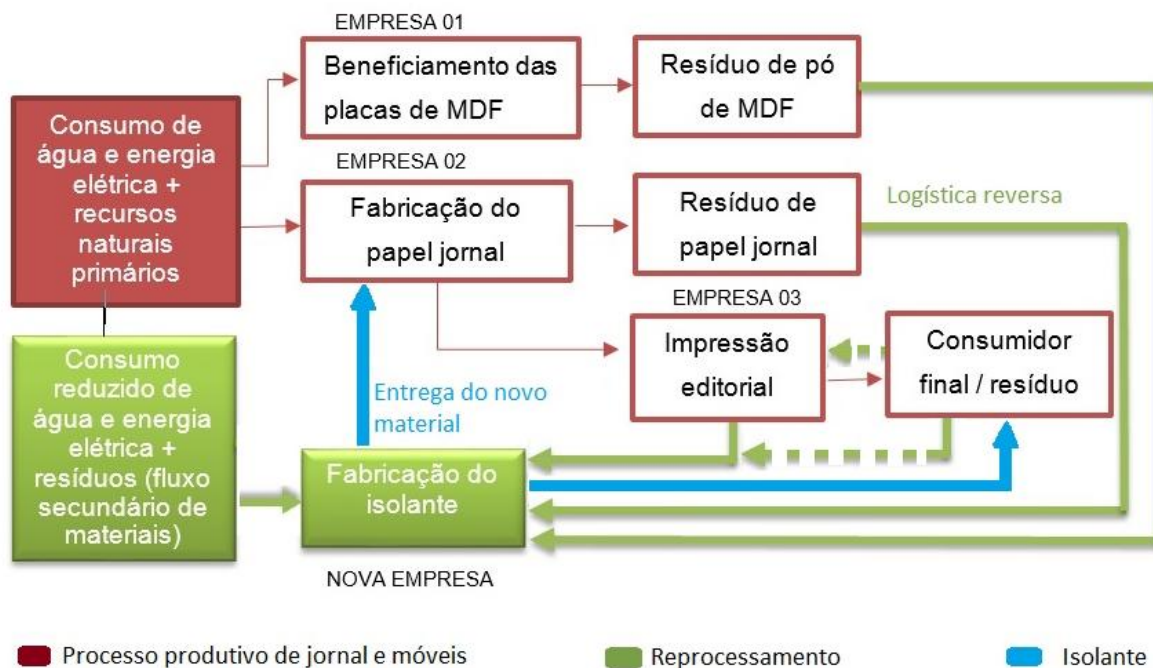 EMPRESA 01
Beneficiamento das
placas de MDF
Resíduo de pó
de MDF
Consumo de
água e energia
elétrica +
recursos
naturais
primários
EMPRESA 02
Fabricação do
papel jornal
Resíduo de
papel jornal
Logística reversa
EMPRESA 03
Impressão
editorial
Consumidor
final / resíduo
Consumo
reduzido de
água e energia
elétrica +
resíduos (fluxo
secundário de
materiais)
Entrega do novo
material
Fabricação do
isolante
NOVA EMPRESA
Processo produtivo de jornal e móveis
Reprocessamento
Isolante